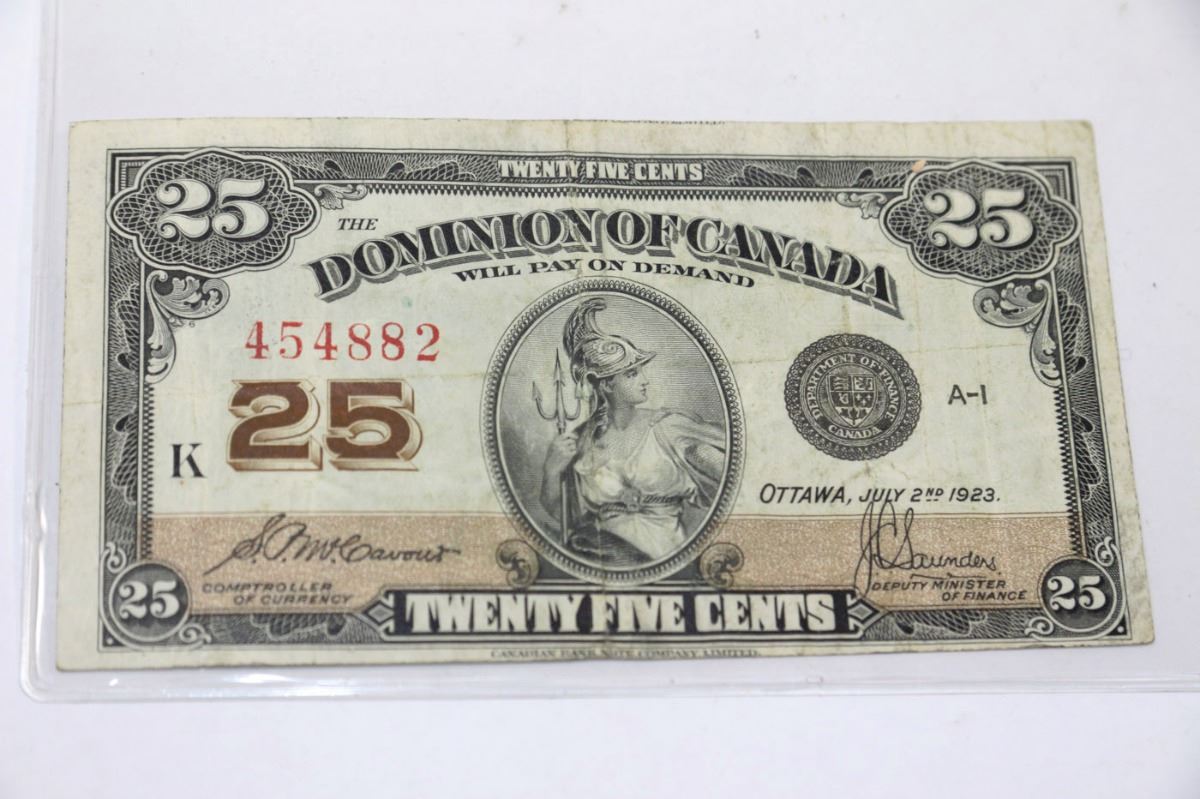 TWENTY FIVE CENTS
25
25
THE
DOMINION OF CANADA
WILL PAY ON DEMAND
454882
25
K
DEPARTMENT OF FINANCE
CANADA
A-1
OTTAWA, JULY 2ND 1923.
J.C. Saunders
COMPTROLLER
OF CURRENCY
DEPUTY MINISTER
OF FINANCE
25
TWENTY FIVE CENTS
25
CANADIAN BANK NOTE COMPANY LIMITED.